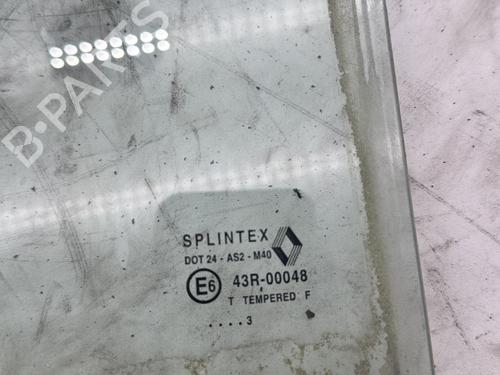 B-PARTS
SPLINTEX
DOT 24 - AS2 - M40
E6 43R-00048
T TEMPERED F
....3